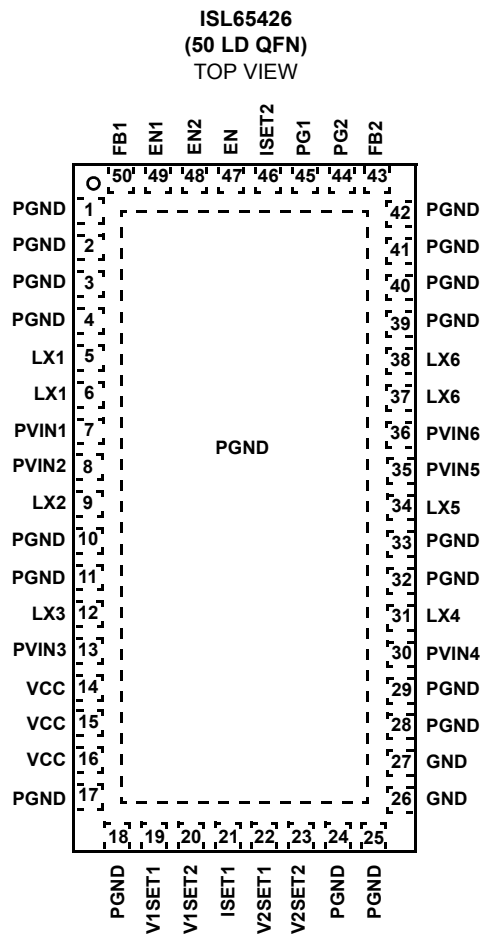 ISL65426
(50 LD QFN)
TOP VIEW
FB1
EN1
EN2
EN
ISET2
PG1
PG2
FB2
50 49 48 47 46 45 44 43
PGND 1
PGND 2
PGND 3
PGND 4
LX1 5
LX1 6
PVIN1 7
PVIN2 8
LX2 9
PGND 10
PGND 11
LX3 12
PVIN3 13
VCC 14
VCC 15
VCC 16
PGND 17
PGND
42 PGND
41 PGND
40 PGND
39 PGND
38 LX6
37 LX6
36 PVIN6
35 PVIN5
34 LX5
33 PGND
32 PGND
31 LX4
30 PVIN4
29 PGND
28 PGND
27 GND
26 GND
18 19 20 21 22 23 24 25
PGND
V1SET1
V1SET2
ISET1
V2SET1
V2SET2
PGND
PGND